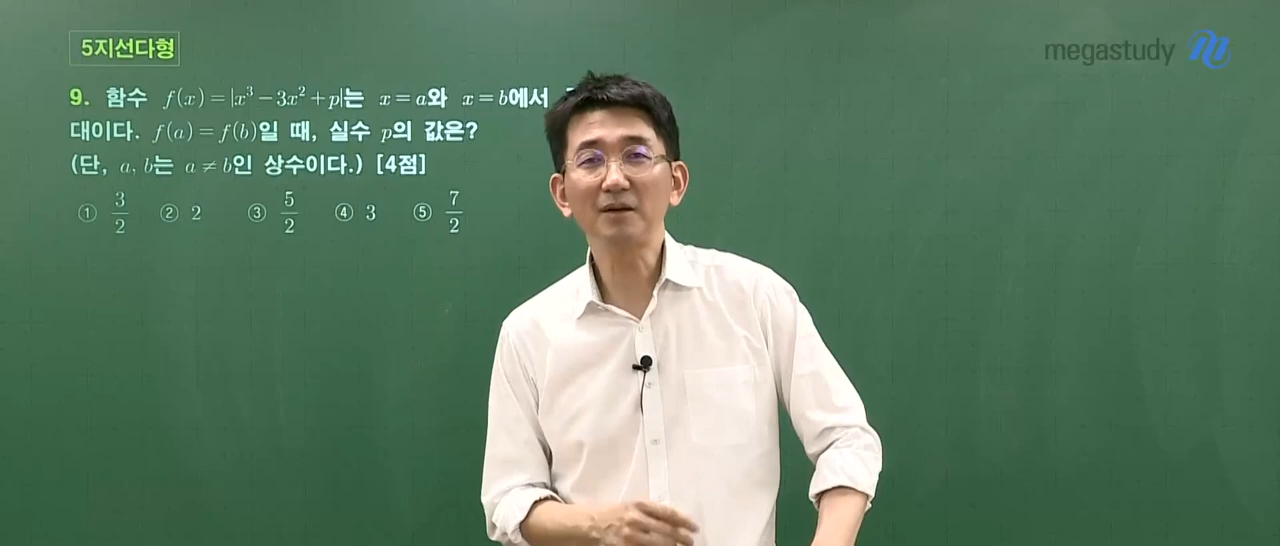 5지선다형
megastudy
9. 함수 f(x)=|x³-3x²+p|는 x=a와 x=b에서
대이다. f(a)=f(b)일 때, 실수 p의 값은?
(단, a, b는 a≠b인 상수이다.) [4점]
① 3/2 ② 2 ③ 5/2 ④ 3 ⑤ 7/2